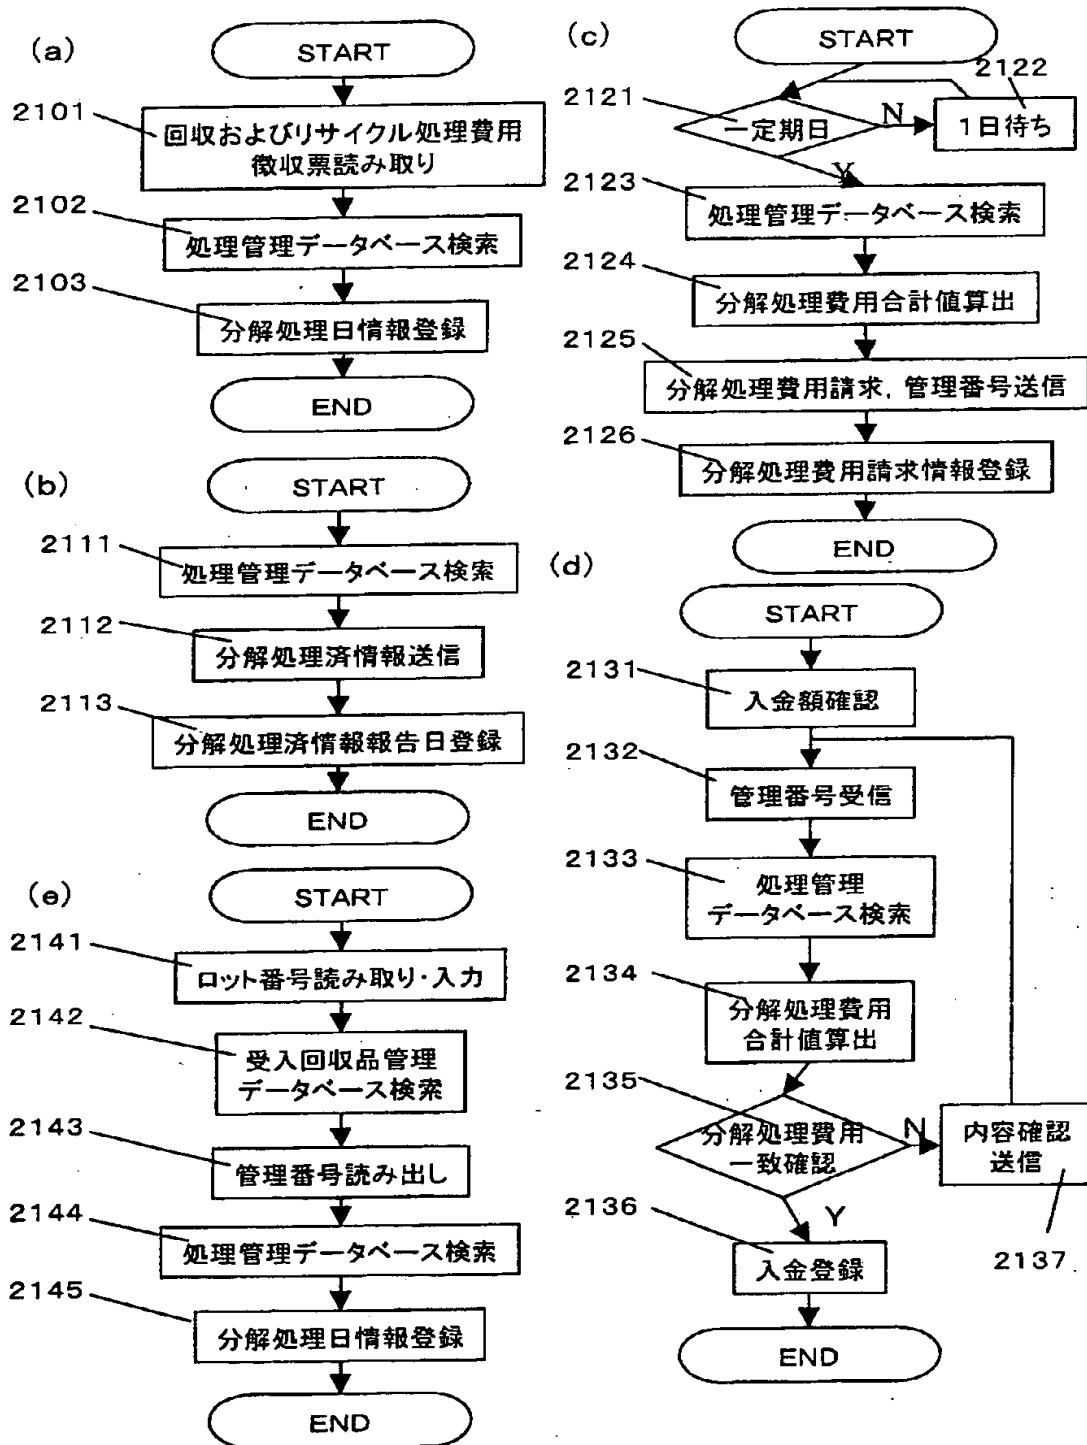 (a)
START
2101
回収およびリサイクル処理費用
徴収票読み取り
2102
処理管理データベース検索
2103
分解処理日情報登録
END
(b)
START
2111
処理管理データベース検索
2112
分解処理済情報送信
2113
分解処理済情報報告日登録
END
(e)
START
2141
ロット番号読み取り・入力
2142
受入回収品管理
データベース検索
2143
管理番号読み出し
2144
処理管理データベース検索
2145
分解処理日情報登録
END
(c)
START
2122
2121
一定期日
N
1日待ち
Y
2123
処理管理データベース検索
2124
分解処理費用合計値算出
2125
分解処理費用請求,管理番号送信
2126
分解処理費用請求情報登録
END
(d)
START
2131
入金額確認
2132
管理番号受信
2133
処理管理
データベース検索
2134
分解処理費用
合計値算出
2135
分解処理費用
一致確認
N
内容確認
送信
2137
Y
2136
入金登録
END